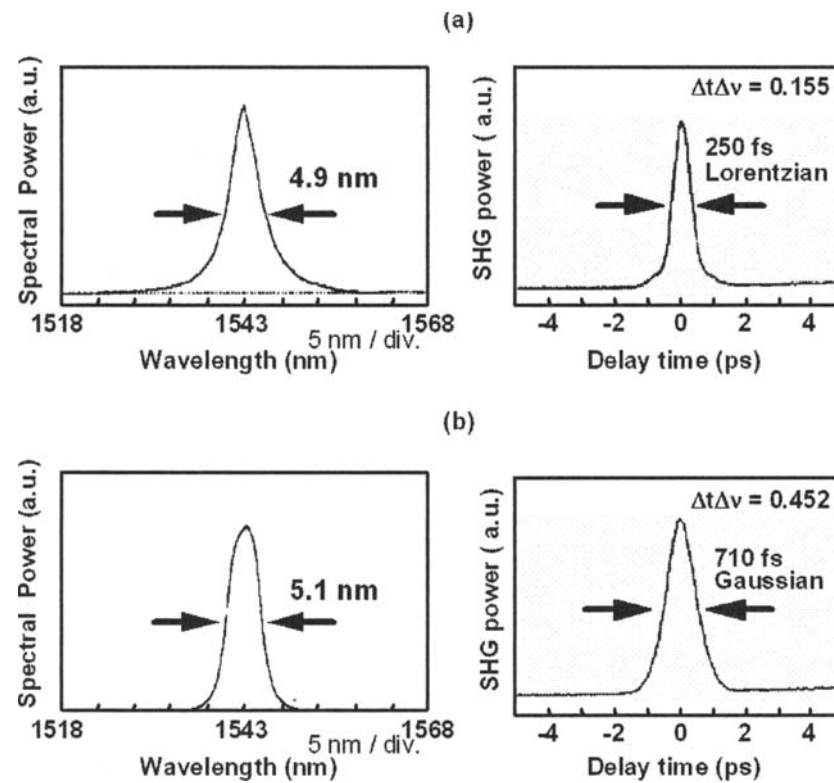 (a)
Spectral Power (a.u.)
4.9 nm
1518
1543
1568
5 nm / div.
Wavelength (nm)
SHG power ( a.u.)
ΔtΔν = 0.155
250 fs
Lorentzian
-4
-2
0
2
4
Delay time (ps)
(b)
Spectral Power (a.u.)
5.1 nm
1518
1543
1568
5 nm / div.
Wavelength (nm)
SHG power ( a.u.)
ΔtΔν = 0.452
710 fs
Gaussian
-4
-2
0
2
4
Delay time (ps)